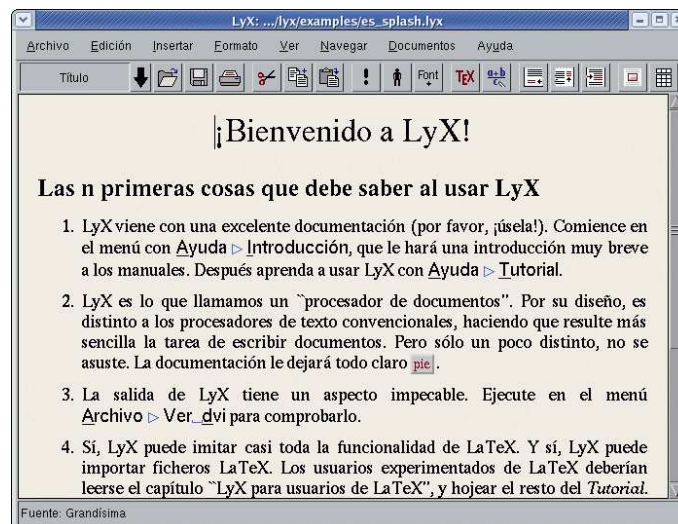 LyX: .../lyx/examples/es_splash.lyx
Archivo Edición Insertar Formato Ver Navegar Documentos Ayuda
Título ! Font TEX a+b
¡Bienvenido a LyX!
Las n primeras cosas que debe saber al usar LyX
1. LyX viene con una excelente documentación (por favor, ¡úsela!). Comience en
el menú con Ayuda ▷ Introducción, que le hará una introducción muy breve
a los manuales. Después aprenda a usar LyX con Ayuda ▷ Tutorial.
2. LyX es lo que llamamos un ``procesador de documentos". Por su diseño, es
distinto a los procesadores de texto convencionales, haciendo que resulte más
sencilla la tarea de escribir documentos. Pero sólo un poco distinto, no se
asuste. La documentación le dejará todo claro pie .
3. La salida de LyX tiene un aspecto impecable. Ejecute en el menú
Archivo ▷ Ver_dvi para comprobarlo.
4. Sí, LyX puede imitar casi toda la funcionalidad de LaTeX. Y sí, LyX puede
importar ficheros LaTeX. Los usuarios experimentados de LaTeX deberían
leerse el capítulo ``LyX para usuarios de LaTeX", y hojear el resto del Tutorial.
Fuente: Grandísima